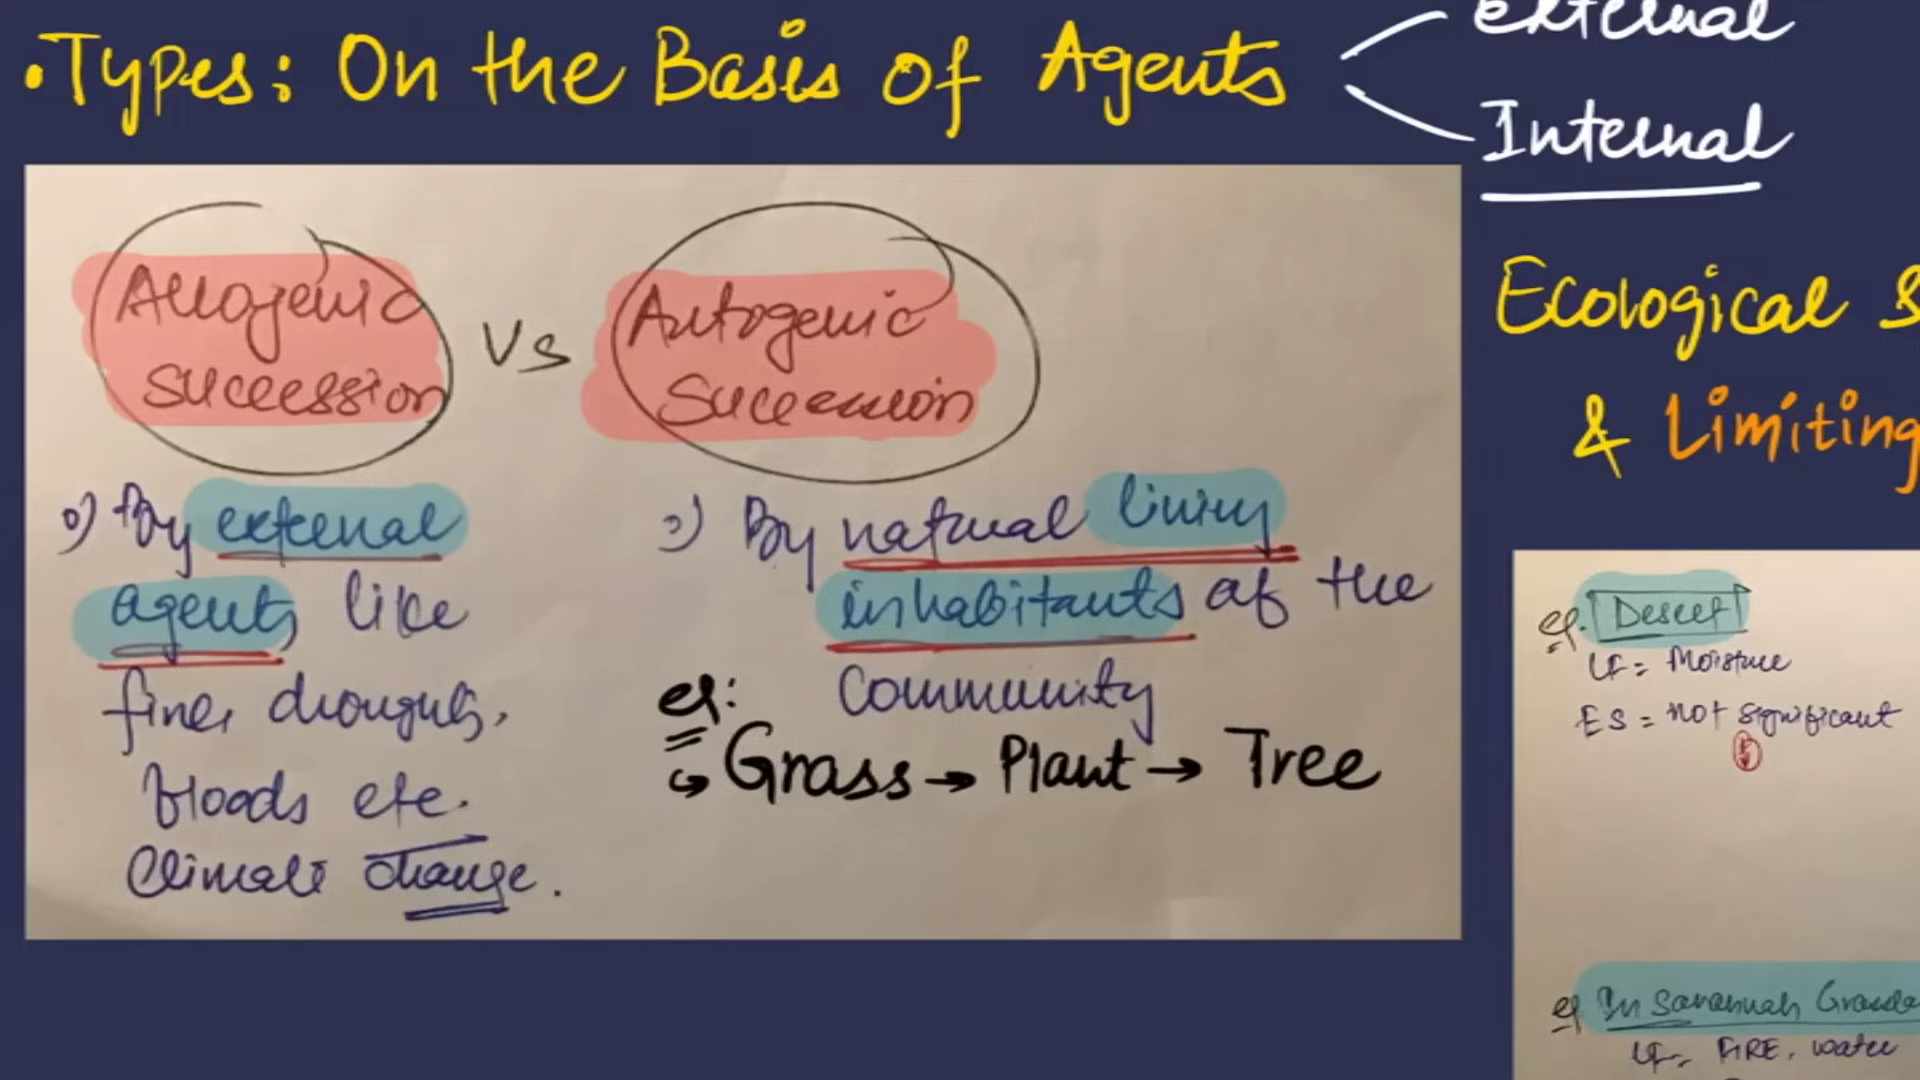 • Types: On the Basis of Agents
External
Internal
Allogenic
Succession
Vs
Autogenic
Succession
By external
agents like
fires, droughts,
floods etc.
Climate change.
By natural living
inhabitants of the
Community
eg:
Grass → Plant → Tree
Ecological
& Limiting
eg. Desert
LF = Moisture
ES = not significant
eg In Savannah
LF = FIRE, water